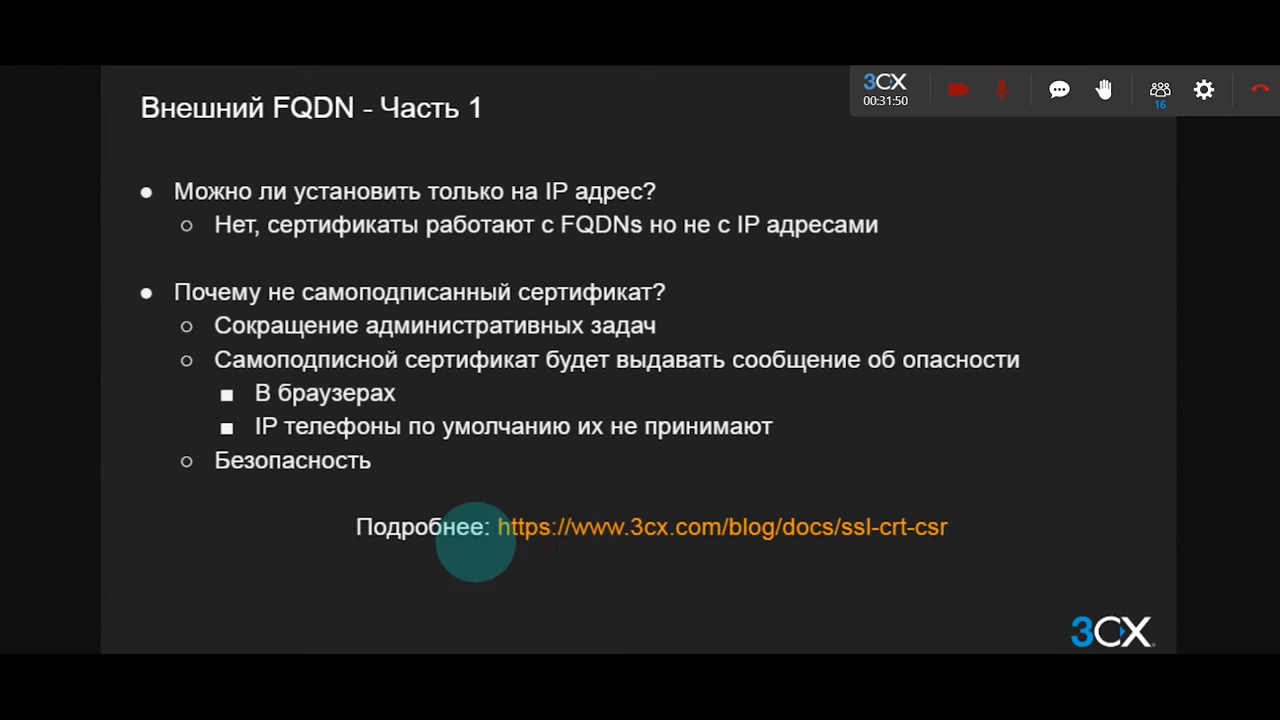 3CX
00:31:50
16
Внешний FQDN - Часть 1
● Можно ли установить только на IP адрес?
○ Нет, сертификаты работают с FQDNs но не с IP адресами
● Почему не самоподписанный сертификат?
○ Сокращение административных задач
○ Самоподписной сертификат будет выдавать сообщение об опасности
■ В браузерах
■ IP телефоны по умолчанию их не принимают
○ Безопасность
Подробнее: https://www.3cx.com/blog/docs/ssl-crt-csr
3CX